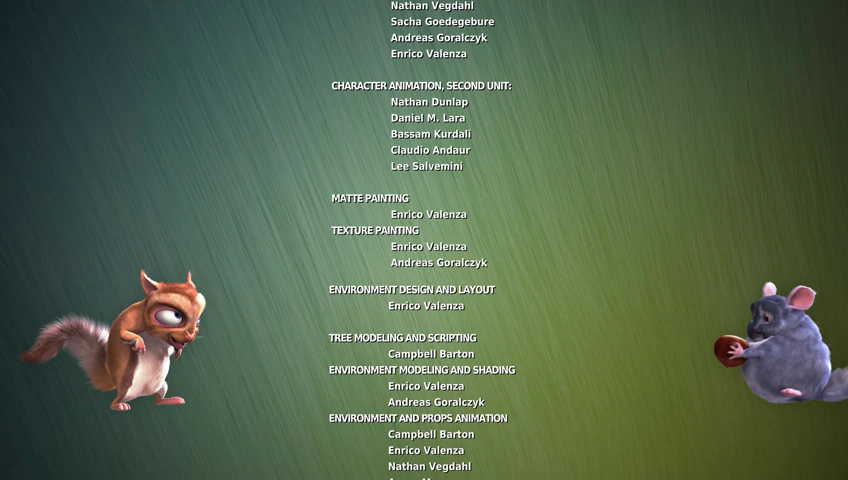 Nathan Vegdahl
Sacha Goedegebure
Andreas Goralczyk
Enrico Valenza
CHARACTER ANIMATION, SECOND UNIT:
Nathan Dunlap
Daniel M. Lara
Bassam Kurdali
Claudio Andaur
Lee Salvemini
MATTE PAINTING
Enrico Valenza
TEXTURE PAINTING
Enrico Valenza
Andreas Goralczyk
ENVIRONMENT DESIGN AND LAYOUT
Enrico Valenza
TREE MODELING AND SCRIPTING
Campbell Barton
ENVIRONMENT MODELING AND SHADING
Enrico Valenza
Andreas Goralczyk
ENVIRONMENT AND PROPS ANIMATION
Campbell Barton
Enrico Valenza
Nathan Vegdahl